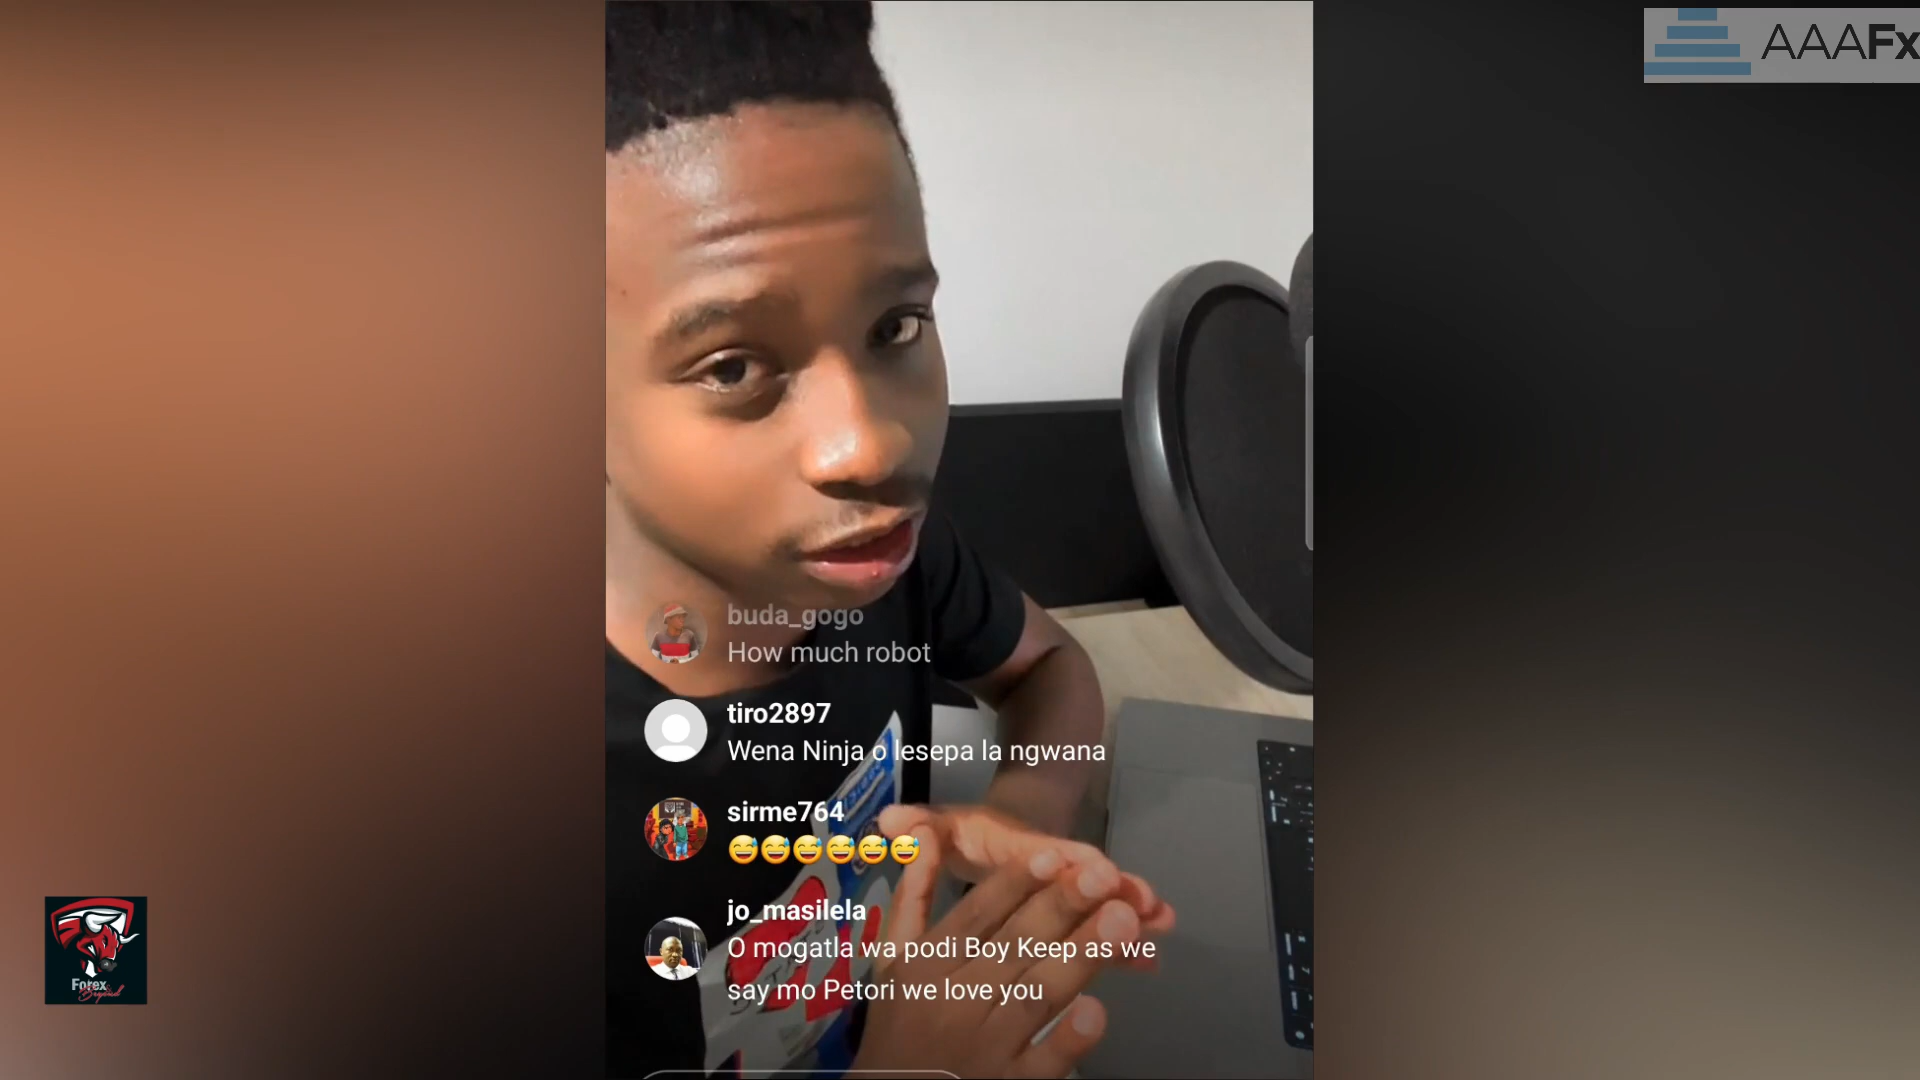 AAAFx
buda_gogo
How much robot
tiro2897
Wena Ninja o lesepa la ngwana
sirme764
😅😅😅😅😅😅
jo_masilela
O mogatla wa podi Boy Keep as we
say mo Petori we love you
Forex
Beyond